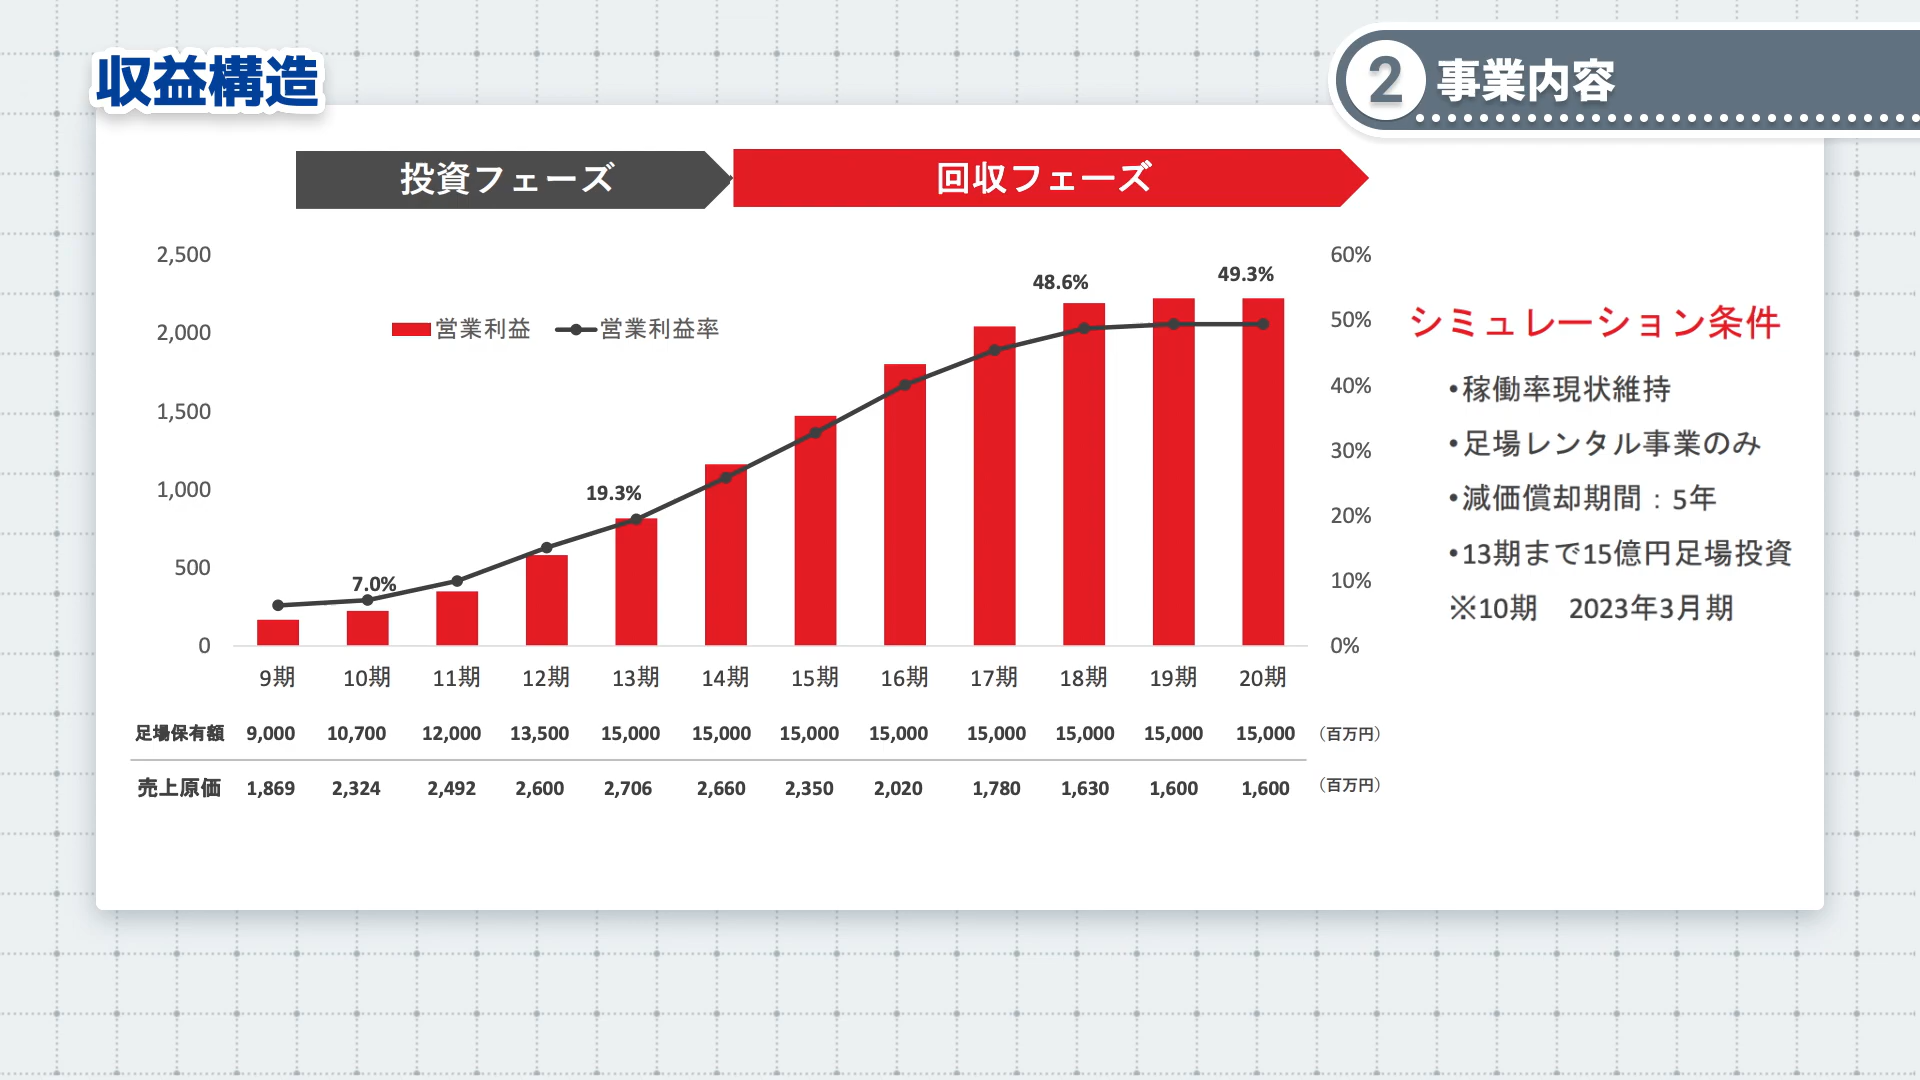 収益構造
2 事業内容
投資フェーズ 回収フェーズ
2,500
2,000
1,500
1,000
500
0
営業利益 営業利益率
7.0%
19.3%
48.6%
49.3%
60%
50%
40%
30%
20%
10%
0%
9期 10期 11期 12期 13期 14期 15期 16期 17期 18期 19期 20期
足場保有額 9,000 10,700 12,000 13,500 15,000 15,000 15,000 15,000 15,000 15,000 15,000 15,000 （百万円）
売上原価 1,869 2,324 2,492 2,600 2,706 2,660 2,350 2,020 1,780 1,630 1,600 1,600 （百万円）
シミュレーション条件
•稼働率現状維持
•足場レンタル事業のみ
•減価償却期間：5年
•13期まで15億円足場投資
※10期　2023年3月期